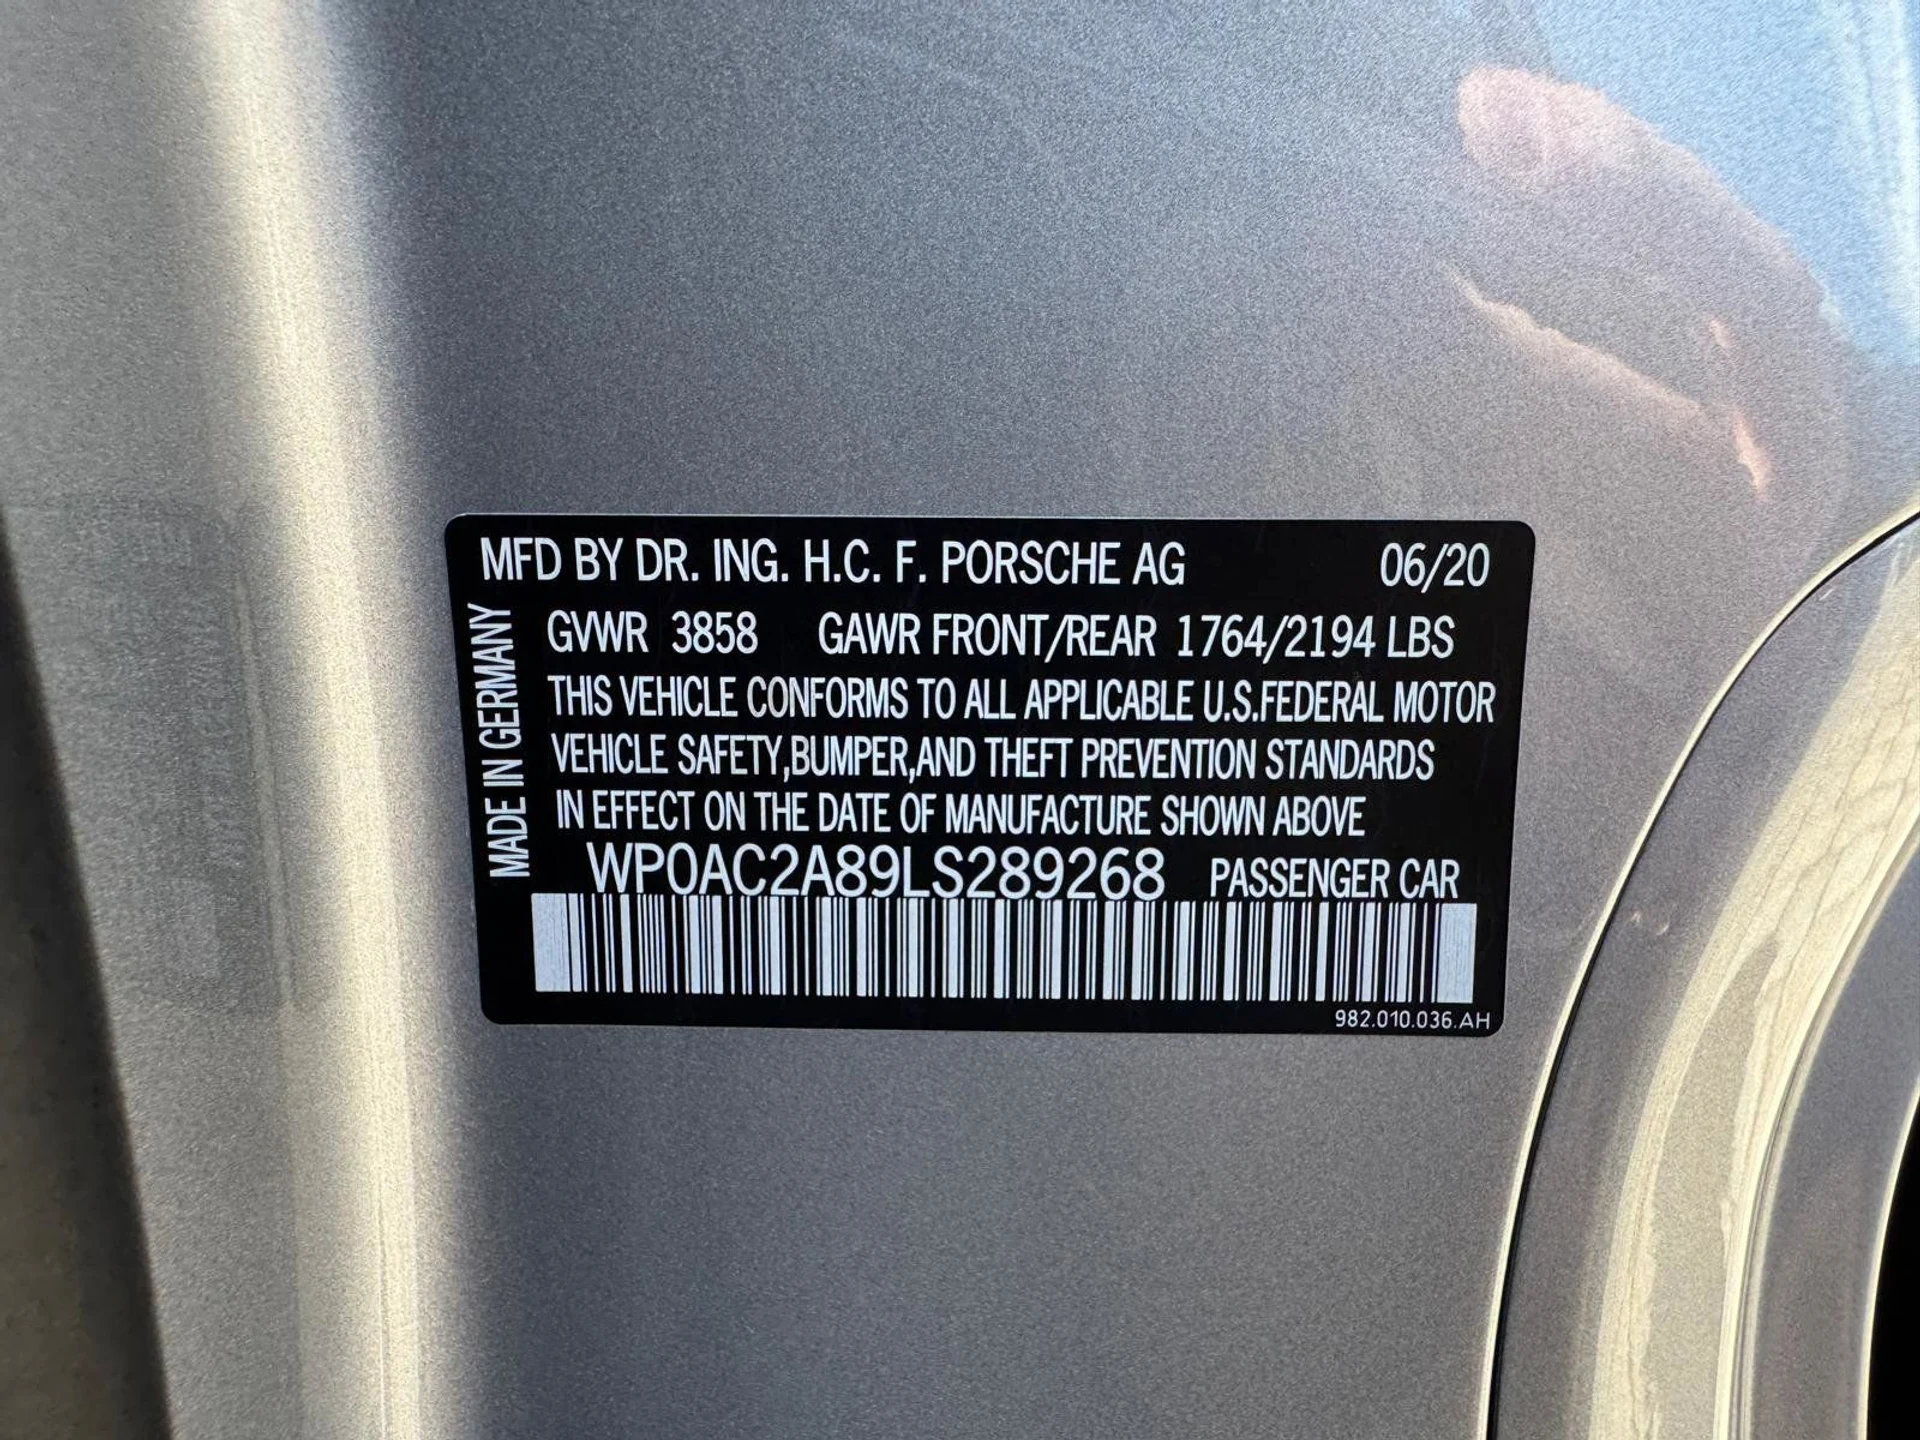 MFD BY DR. ING. H.C. F. PORSCHE AG 06/20
MADE IN GERMANY
GVWR 3858 GAWR FRONT/REAR 1764/2194 LBS
THIS VEHICLE CONFORMS TO ALL APPLICABLE U.S.FEDERAL MOTOR
VEHICLE SAFETY,BUMPER,AND THEFT PREVENTION STANDARDS
IN EFFECT ON THE DATE OF MANUFACTURE SHOWN ABOVE
WP0AC2A89LS289268 PASSENGER CAR
982.010.036.AH